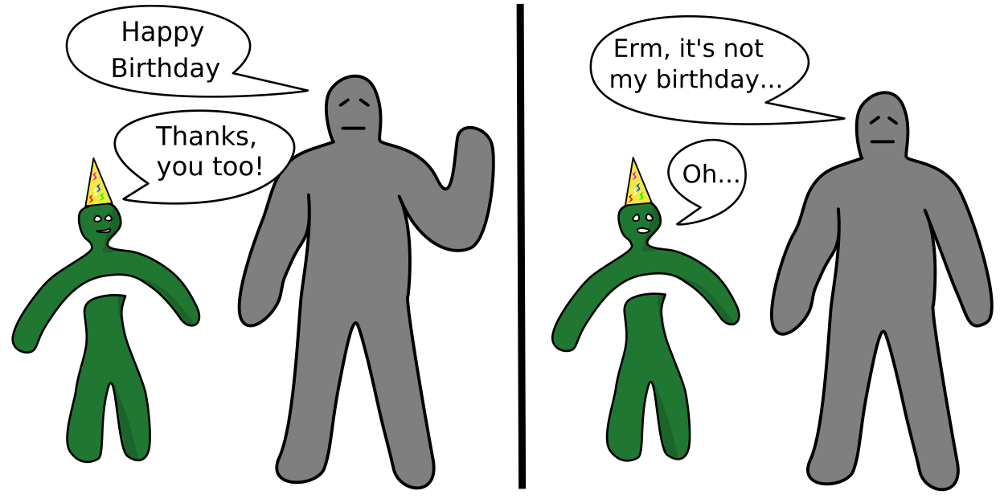 Happy
Birthday
Thanks,
you too!
Erm, it's not
my birthday...
Oh...